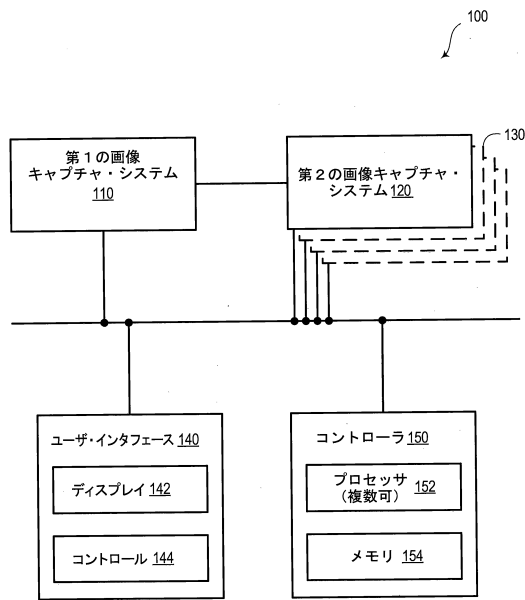 100
第1の画像
キャプチャ・システム
110
第2の画像キャプチャ・
システム120
130
ユーザ・インタフェース 140
ディスプレイ 142
コントロール 144
コントローラ 150
プロセッサ
(複数可) 152
メモリ 154